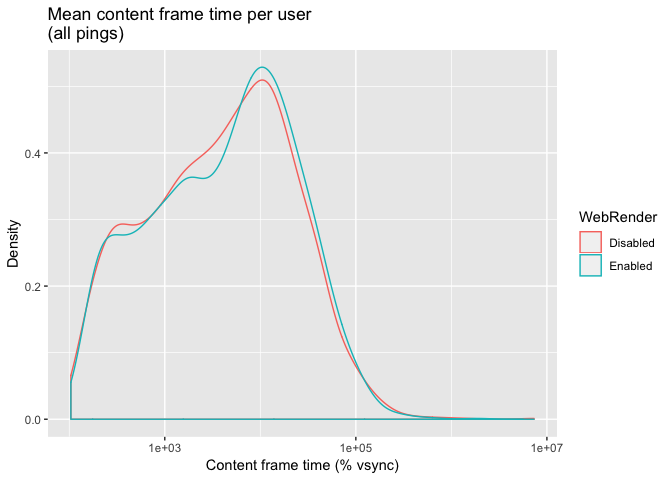 Mean content frame time per user
(all pings)
Density
0.4
0.2
0.0
1e+03
1e+05
1e+07
Content frame time (% vsync)
WebRender
Disabled
Enabled